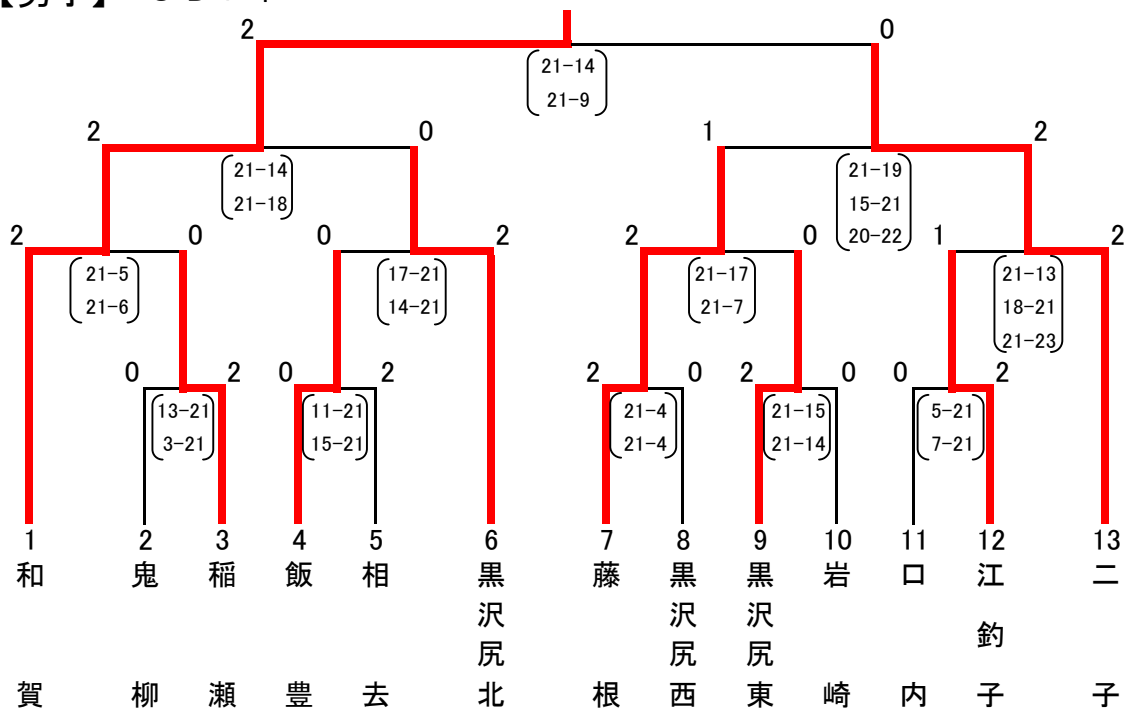 2 0
21-14
21-9
2 0 1 2
21-14 21-19
21-18 15-21
20-22
2 0 0 2 2 0 1 2
21-5 17-21 21-17 21-13
21-6 14-21 21-7 18-21
21-23
0 2 0 2 2 0 2 0 0 2
13-21 11-21 21-4 21-15 5-21
3-21 15-21 21-4 21-14 7-21
1 2 3 4 5 6 7 8 9 10 11 12 13
和賀
鬼柳
稲瀬
飯豊
相去
黒沢尻北
藤根
黒沢尻西
黒沢尻東
岩崎
口内
江釣子
二子